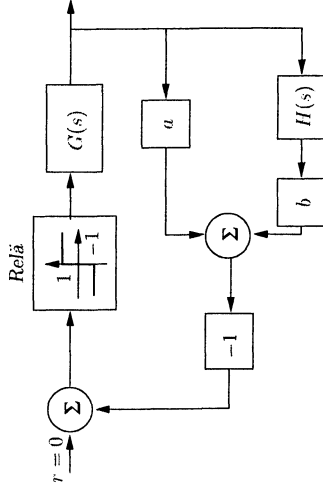 r = 0
Σ
Relä
1
−1
G(s)
a
Σ
−1
b
H(s)